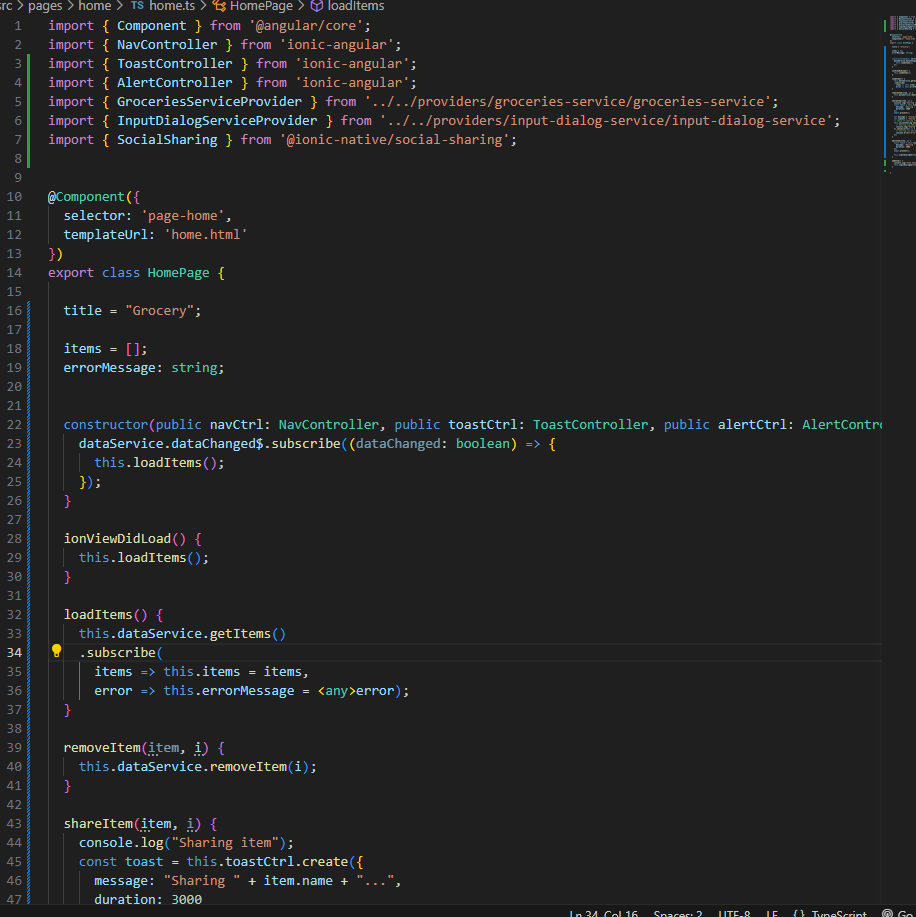 src > pages > home > TS home.ts > HomePage > loadItems
1 import { Component } from '@angular/core';
2 import { NavController } from 'ionic-angular';
3 import { ToastController } from 'ionic-angular';
4 import { AlertController } from 'ionic-angular';
5 import { GroceriesServiceProvider } from '../../providers/groceries-service/groceries-service';
6 import { InputDialogServiceProvider } from '../../providers/input-dialog-service/input-dialog-service';
7 import { SocialSharing } from '@ionic-native/social-sharing';
8
9
10 @Component({
11   selector: 'page-home',
12   templateUrl: 'home.html'
13 })
14 export class HomePage {
15
16   title = "Grocery";
17
18   items = [];
19   errorMessage: string;
20
21
22   constructor(public navCtrl: NavController, public toastCtrl: ToastController, public alertCtrl: AlertContro
23     dataService.dataChanged$.subscribe((dataChanged: boolean) => {
24       this.loadItems();
25     });
26   }
27
28   ionViewDidLoad() {
29     this.loadItems();
30   }
31
32   loadItems() {
33     this.dataService.getItems()
34     .subscribe(
35       items => this.items = items,
36       error => this.errorMessage = <any>error);
37   }
38
39   removeItem(item, i) {
40     this.dataService.removeItem(i);
41   }
42
43   shareItem(item, i) {
44     console.log("Sharing item");
45     const toast = this.toastCtrl.create({
46       message: "Sharing " + item.name + "...",
47       duration: 3000
Ln 34, Col 16 Spaces: 2 UTF-8 LF {} TypeScript Go